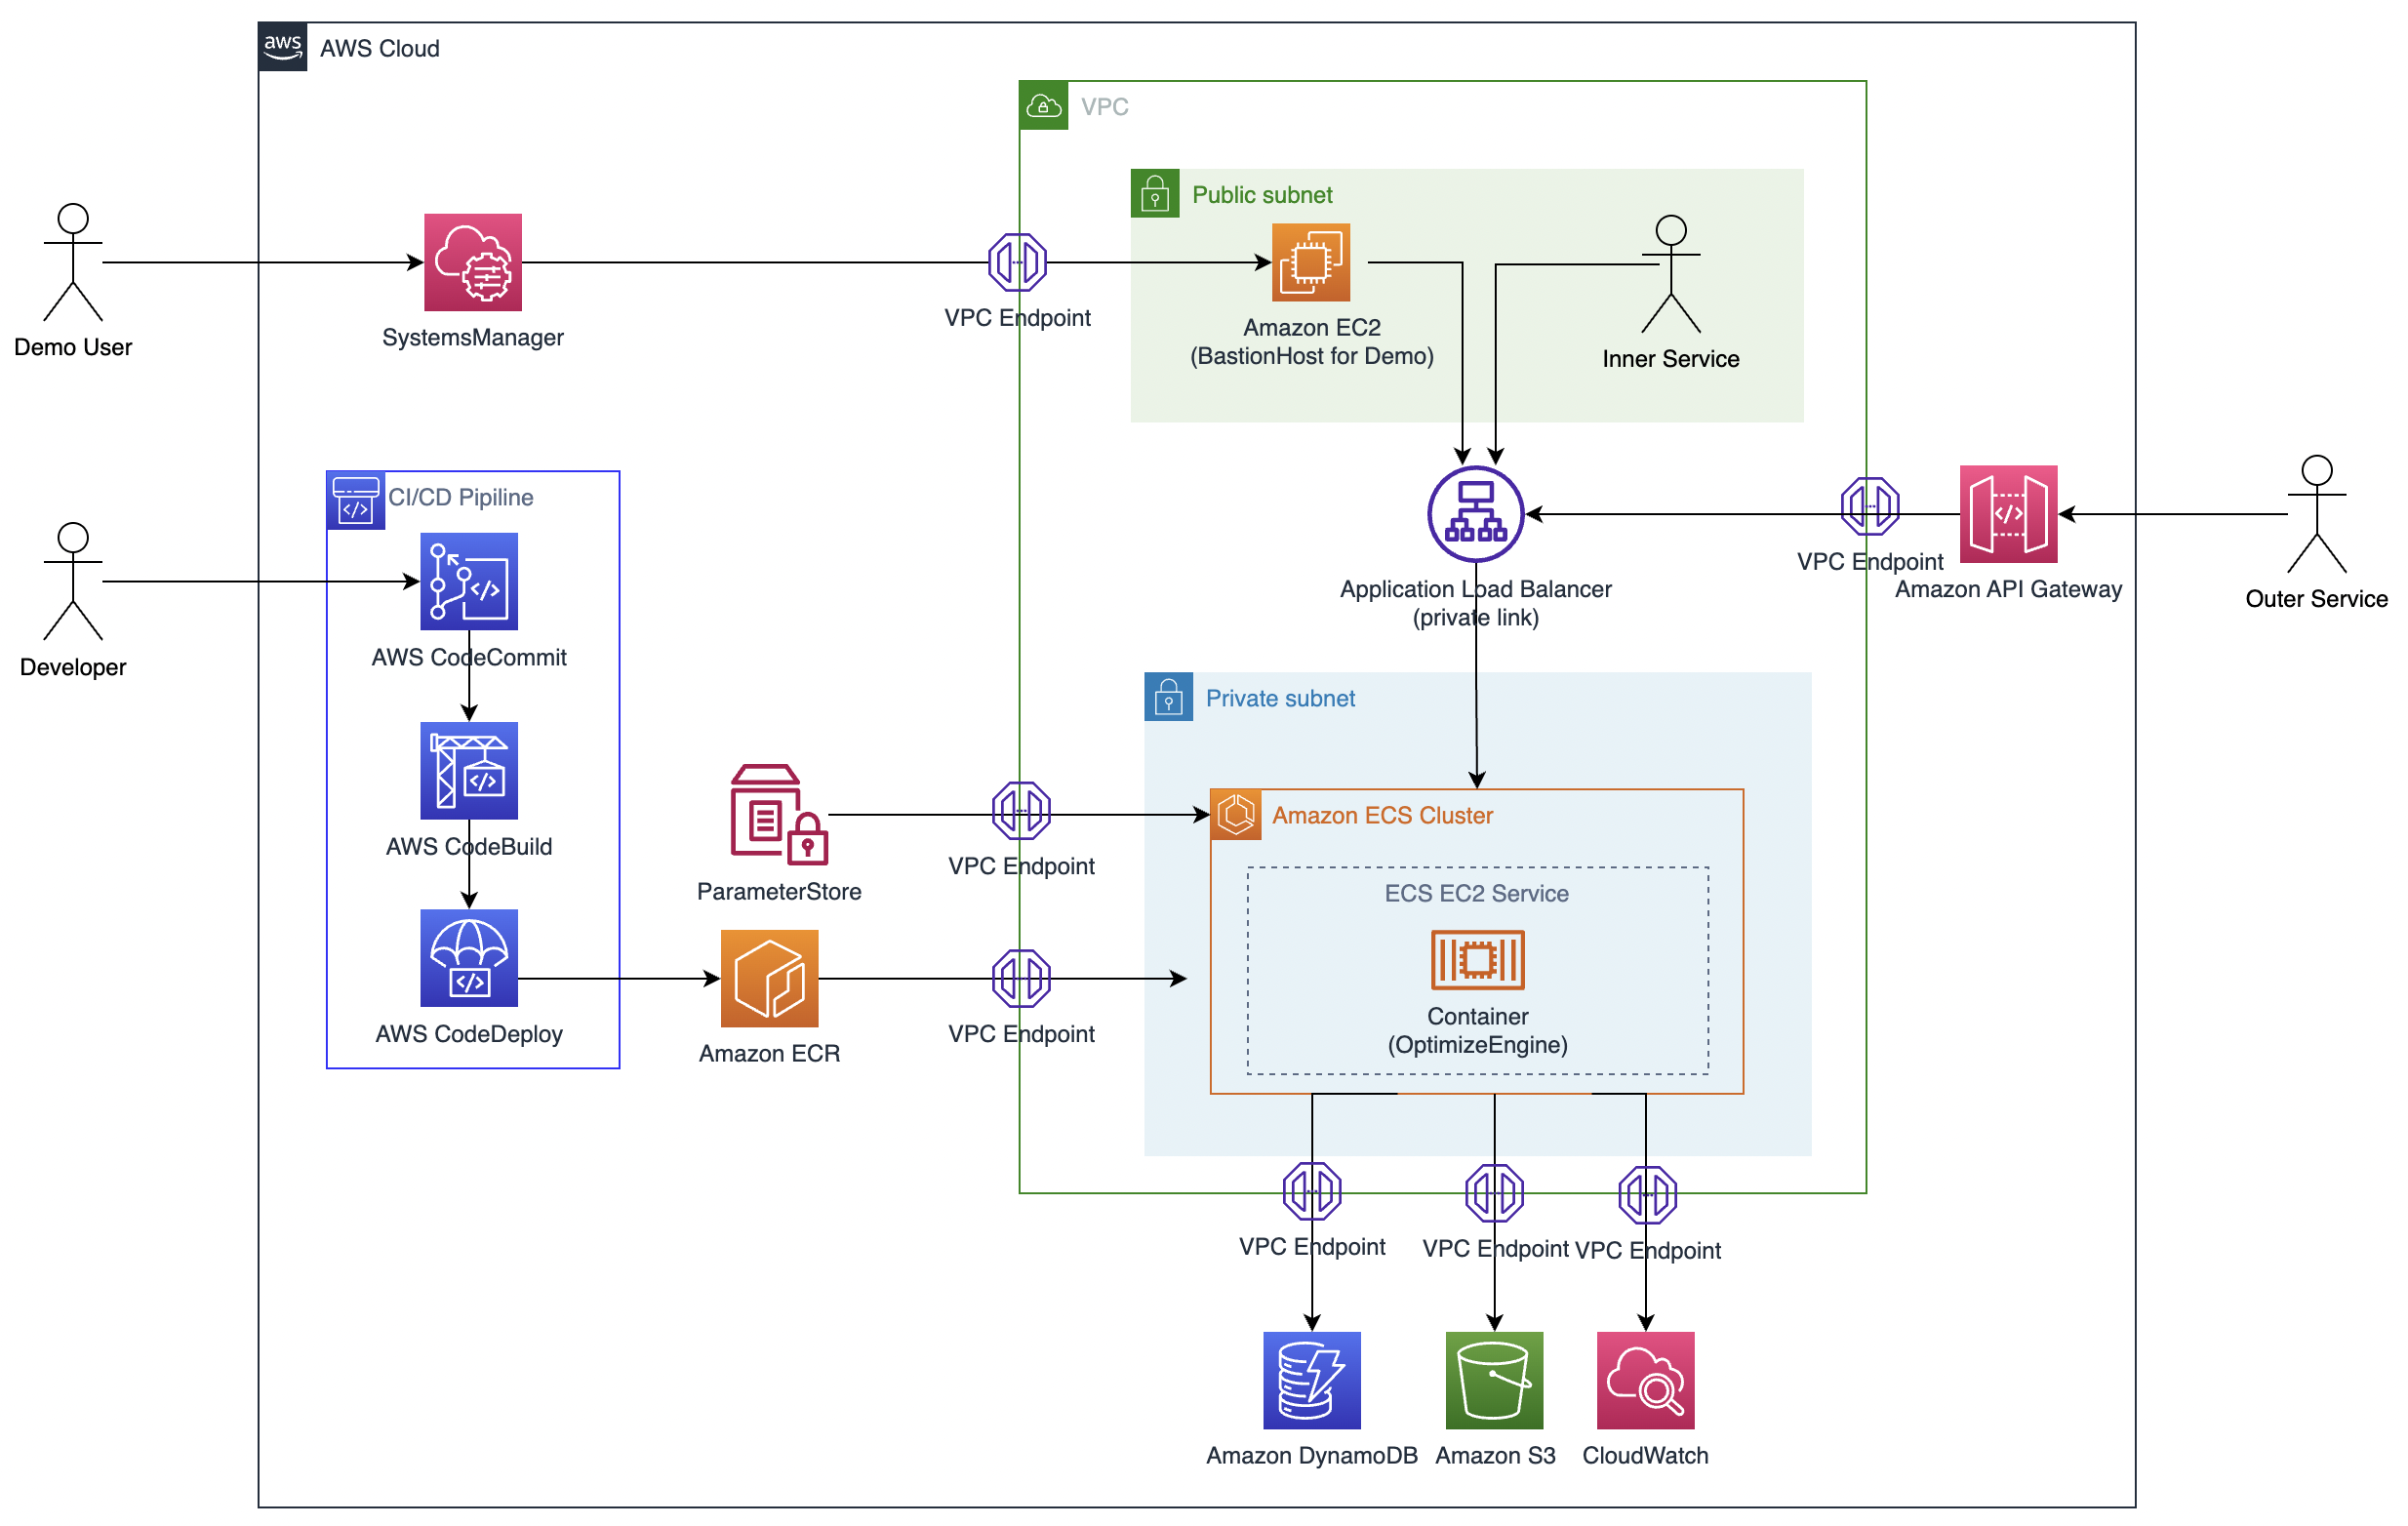 aws
AWS Cloud
VPC
Public subnet
Demo User
SystemsManager
VPC Endpoint
Amazon EC2
(BastionHost for Demo)
Inner Service
CI/CD Pipiline
Developer
AWS CodeCommit
Application Load Balancer
(private link)
VPC Endpoint
Amazon API Gateway
Outer Service
Private subnet
AWS CodeBuild
ParameterStore
VPC Endpoint
Amazon ECS Cluster
ECS EC2 Service
Container
(OptimizeEngine)
AWS CodeDeploy
Amazon ECR
VPC Endpoint
VPC Endpoint
VPC Endpoint
VPC Endpoint
Amazon DynamoDB
Amazon S3
CloudWatch